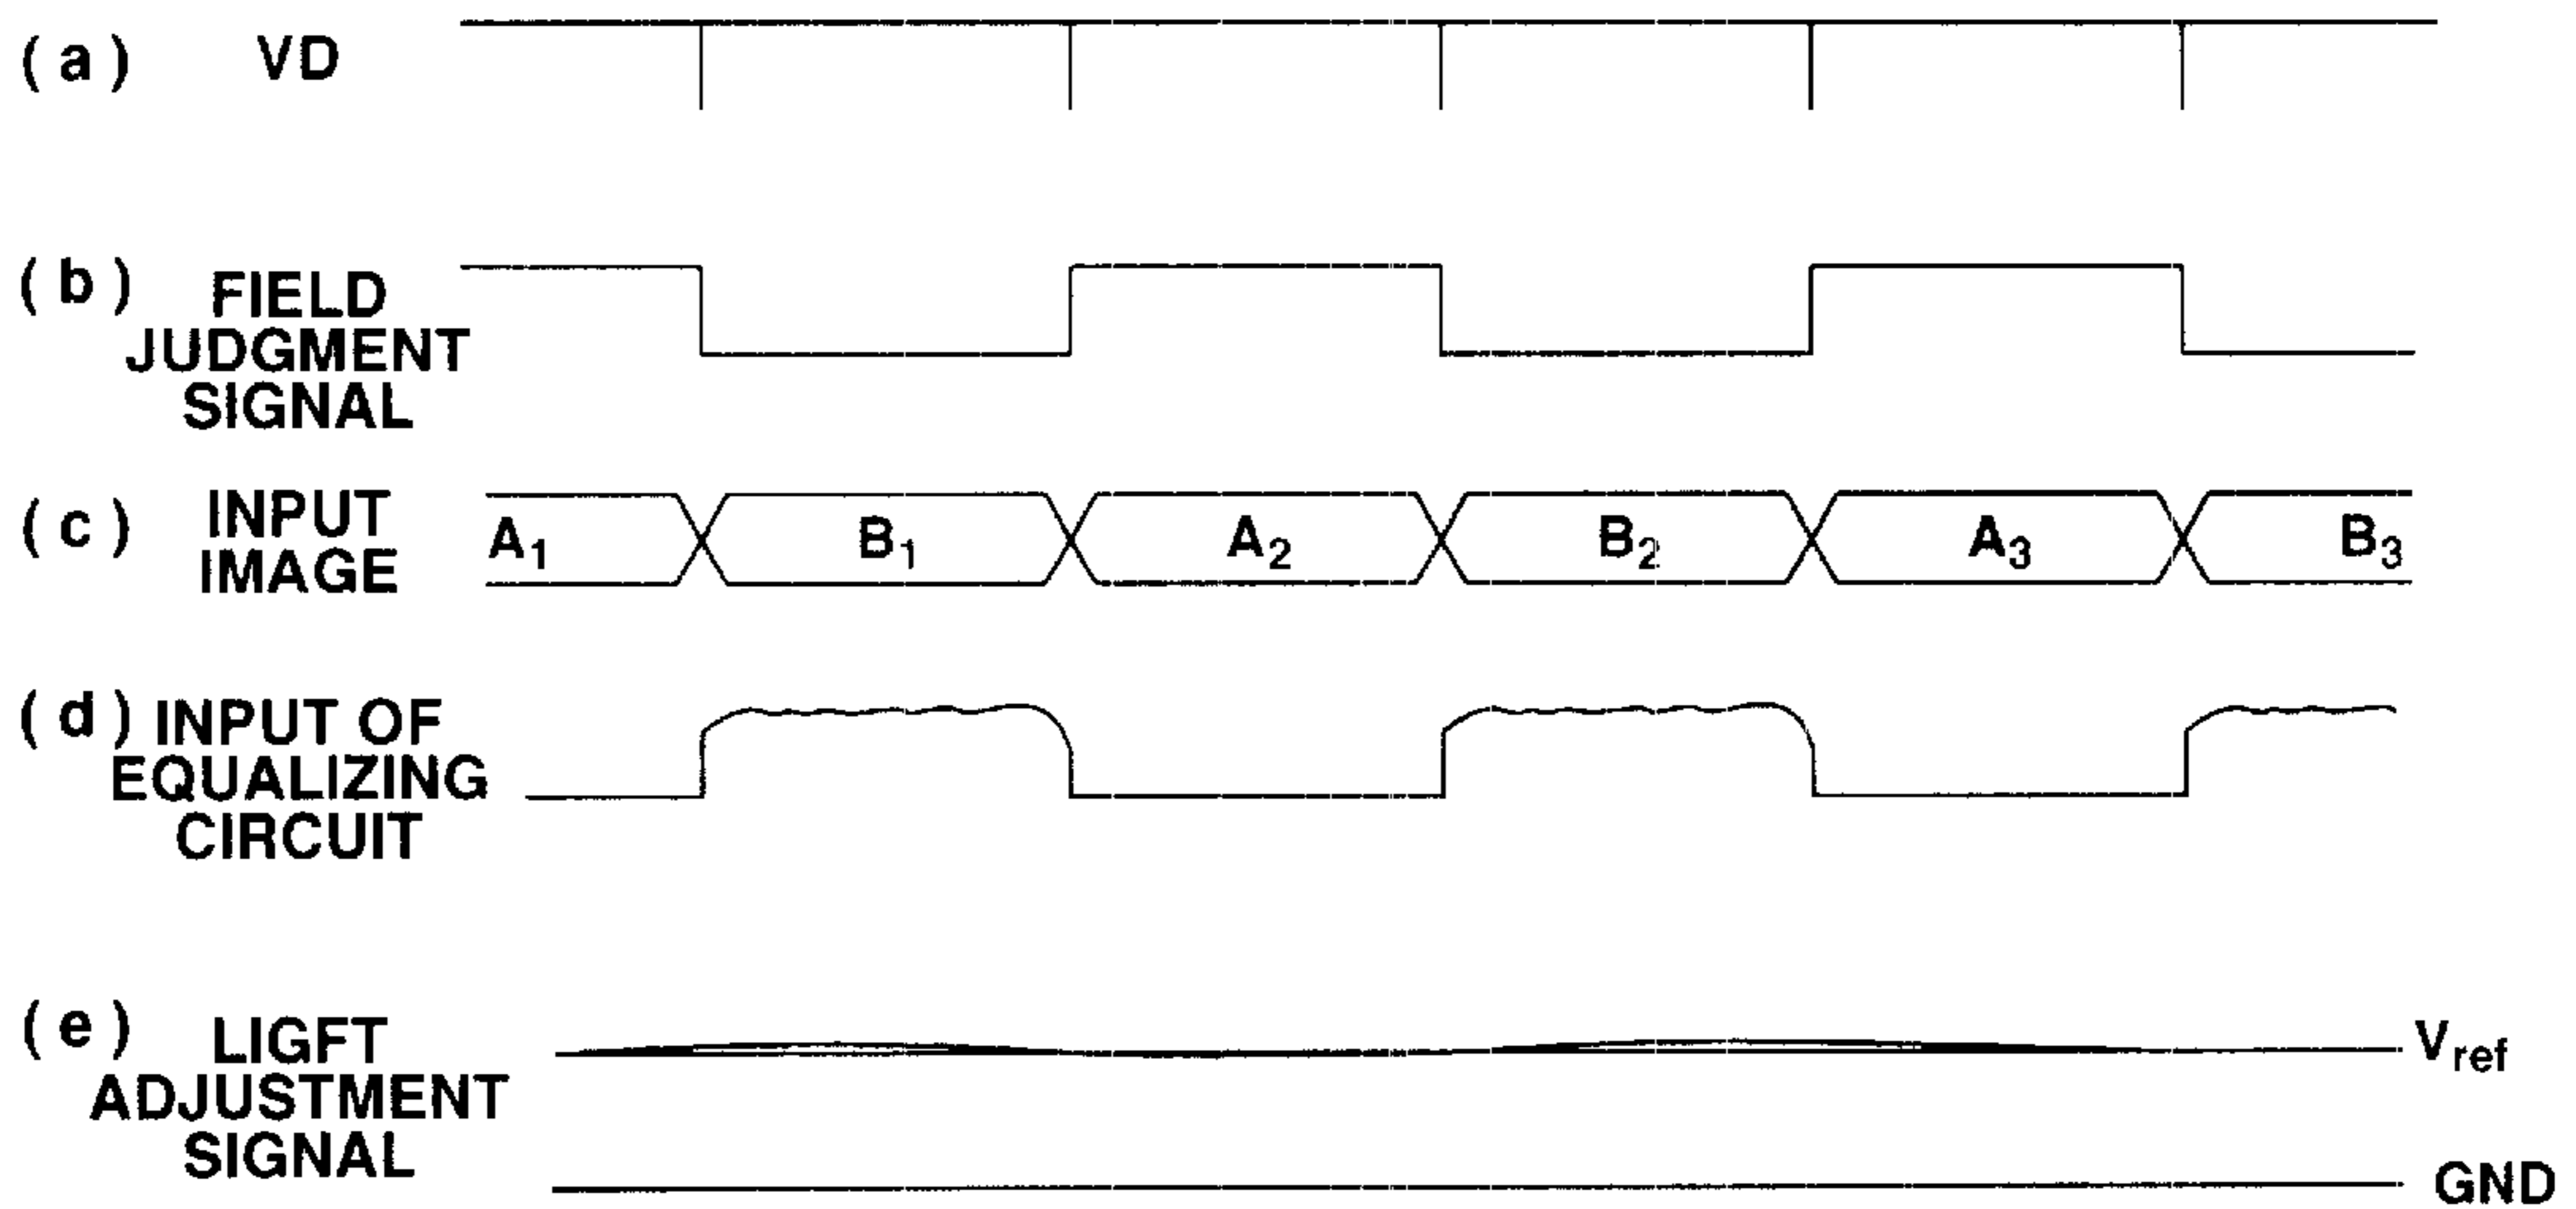 (a) VD
(b) FIELD
JUDGMENT
SIGNAL
(c) INPUT
IMAGE
A1 B1 A2 B2 A3 B3
(d) INPUT OF
EQUALIZING
CIRCUIT
(e) LIGFT
ADJUSTMENT
SIGNAL
Vref
GND